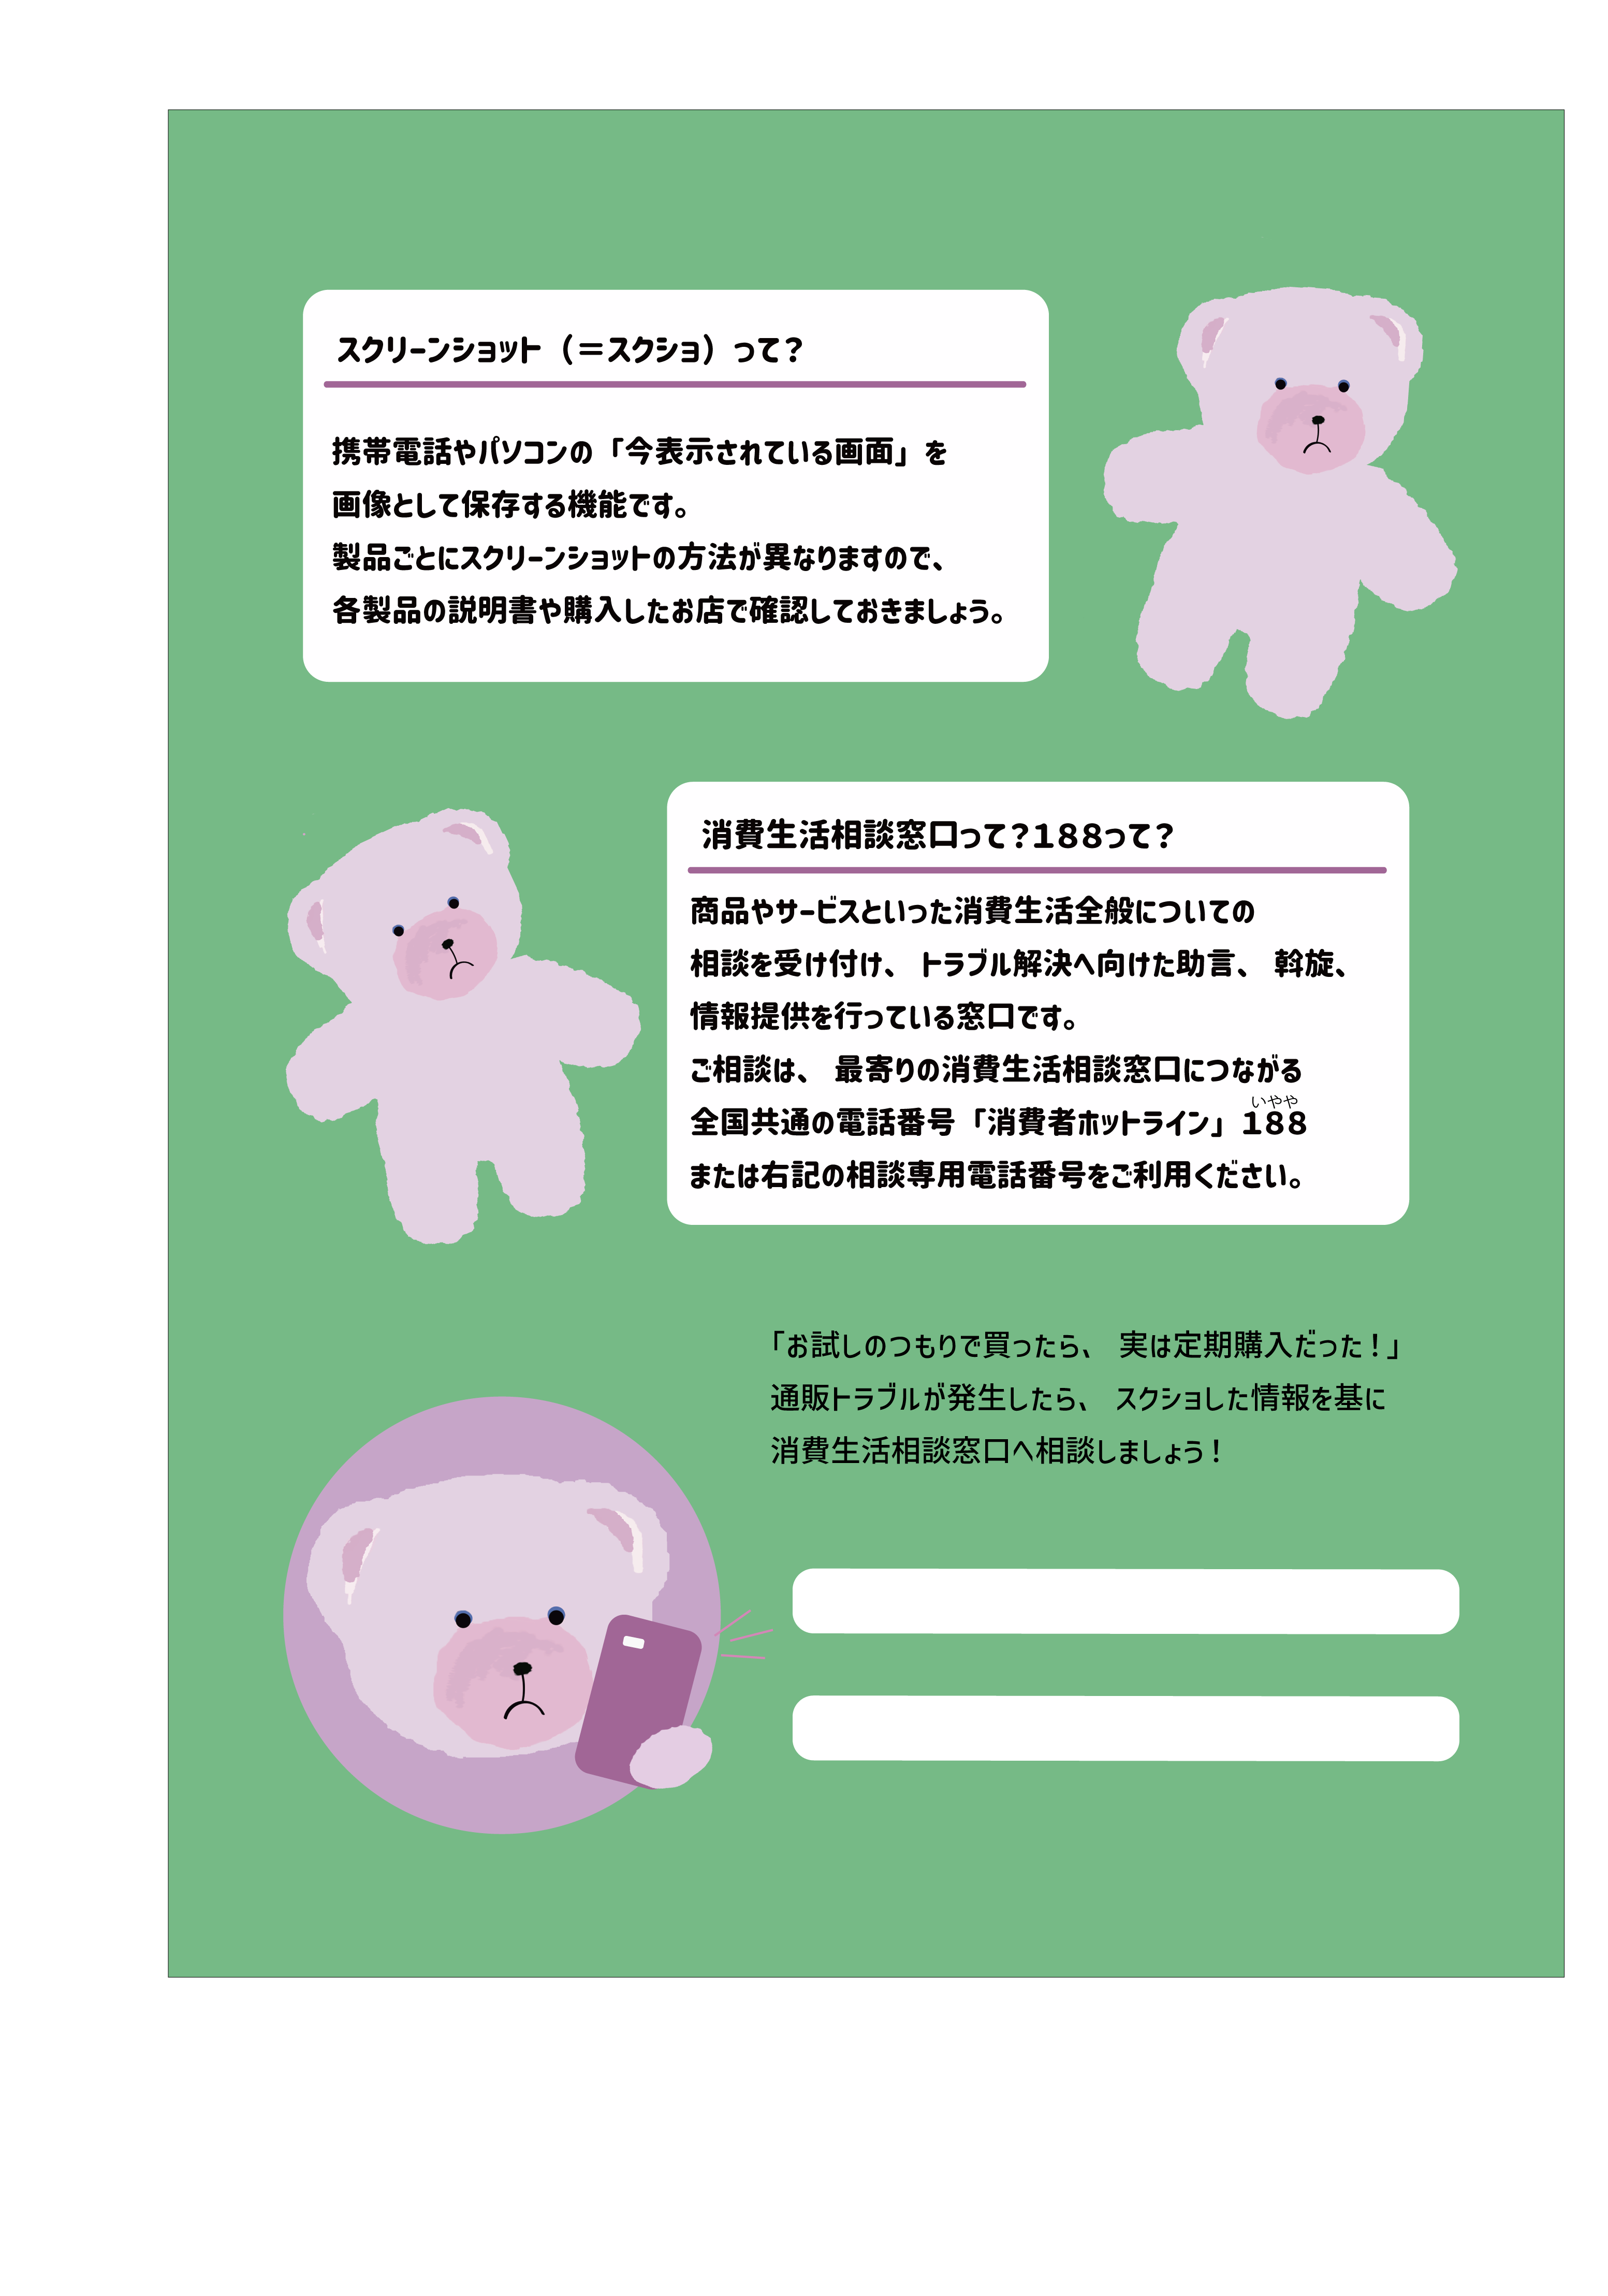 スクリーンショット（＝スクショ）って？
携帯電話やパソコンの「今表示されている画面」を
画像として保存する機能です。
製品ごとにスクリーンショットの方法が異なりますので、
各製品の説明書や購入したお店で確認しておきましょう。
消費生活相談窓口って？188って？
商品やサービスといった消費生活全般についての
相談を受け付け、トラブル解決へ向けた助言、斡旋、
情報提供を行っている窓口です。
ご相談は、最寄りの消費生活相談窓口につながる
いやや
全国共通の電話番号「消費者ホットライン」188
または右記の相談専用電話番号をご利用ください。
「お試しのつもりで買ったら、実は定期購入だった！」
通販トラブルが発生したら、スクショした情報を基に
消費生活相談窓口へ相談しましょう！